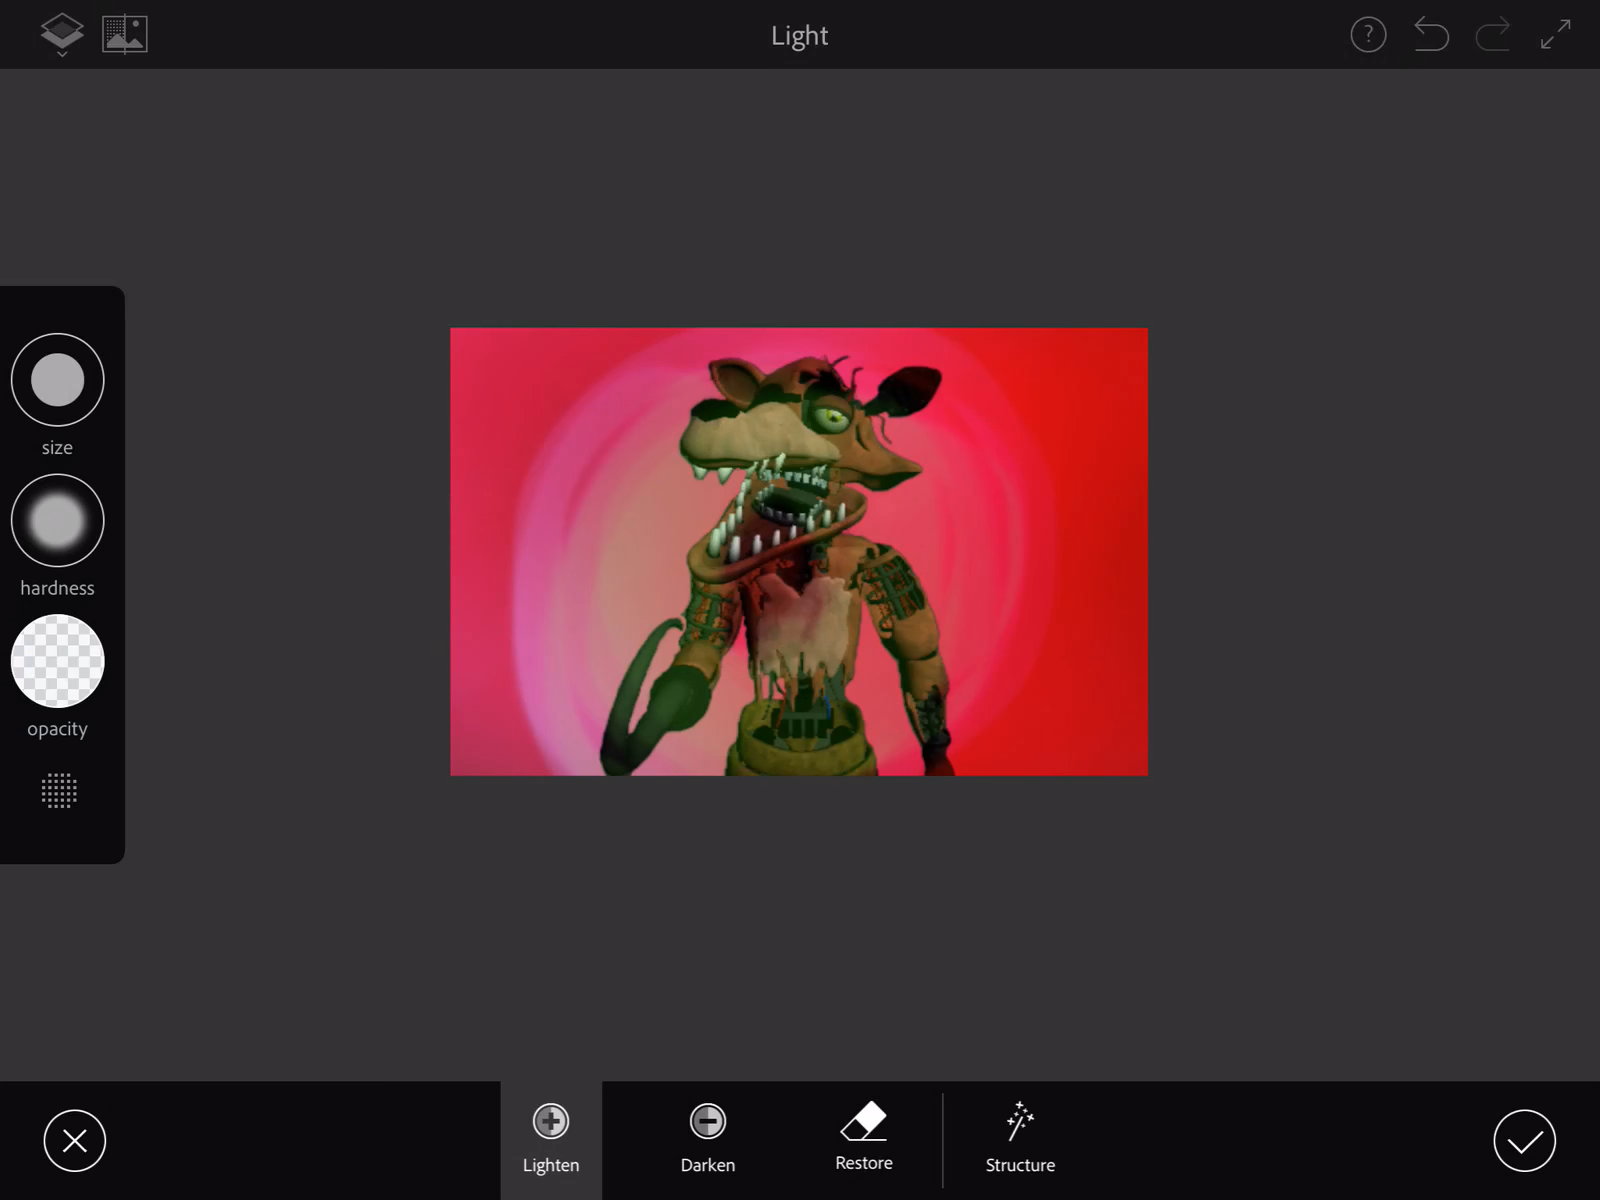 Light
?
size
hardness
opacity
Lighten
Darken
Restore
Structure